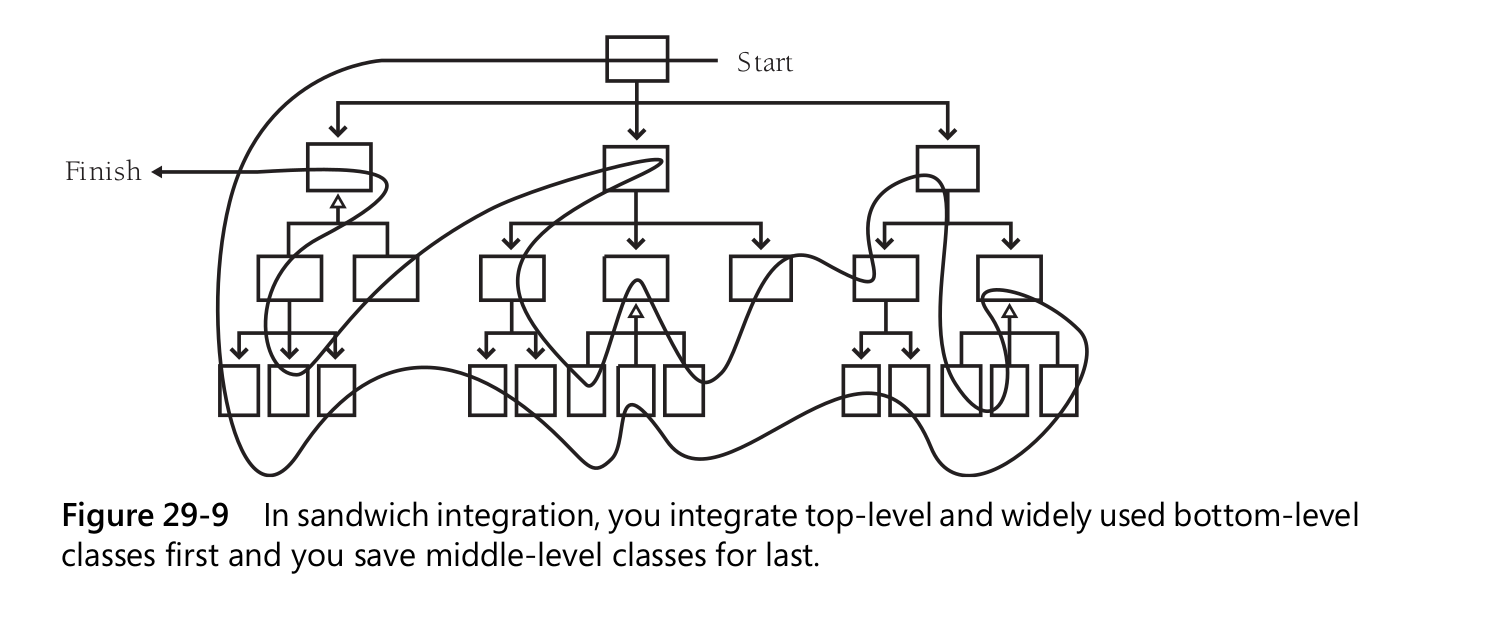 Start
Finish
Figure 29-9 In sandwich integration, you integrate top-level and widely used bottom-level
classes first and you save middle-level classes for last.